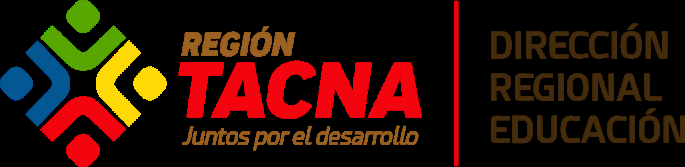 REGIÓN
TACNA
Juntos por el desarrollo
DIRECCIÓN
REGIONAL
EDUCACIÓN